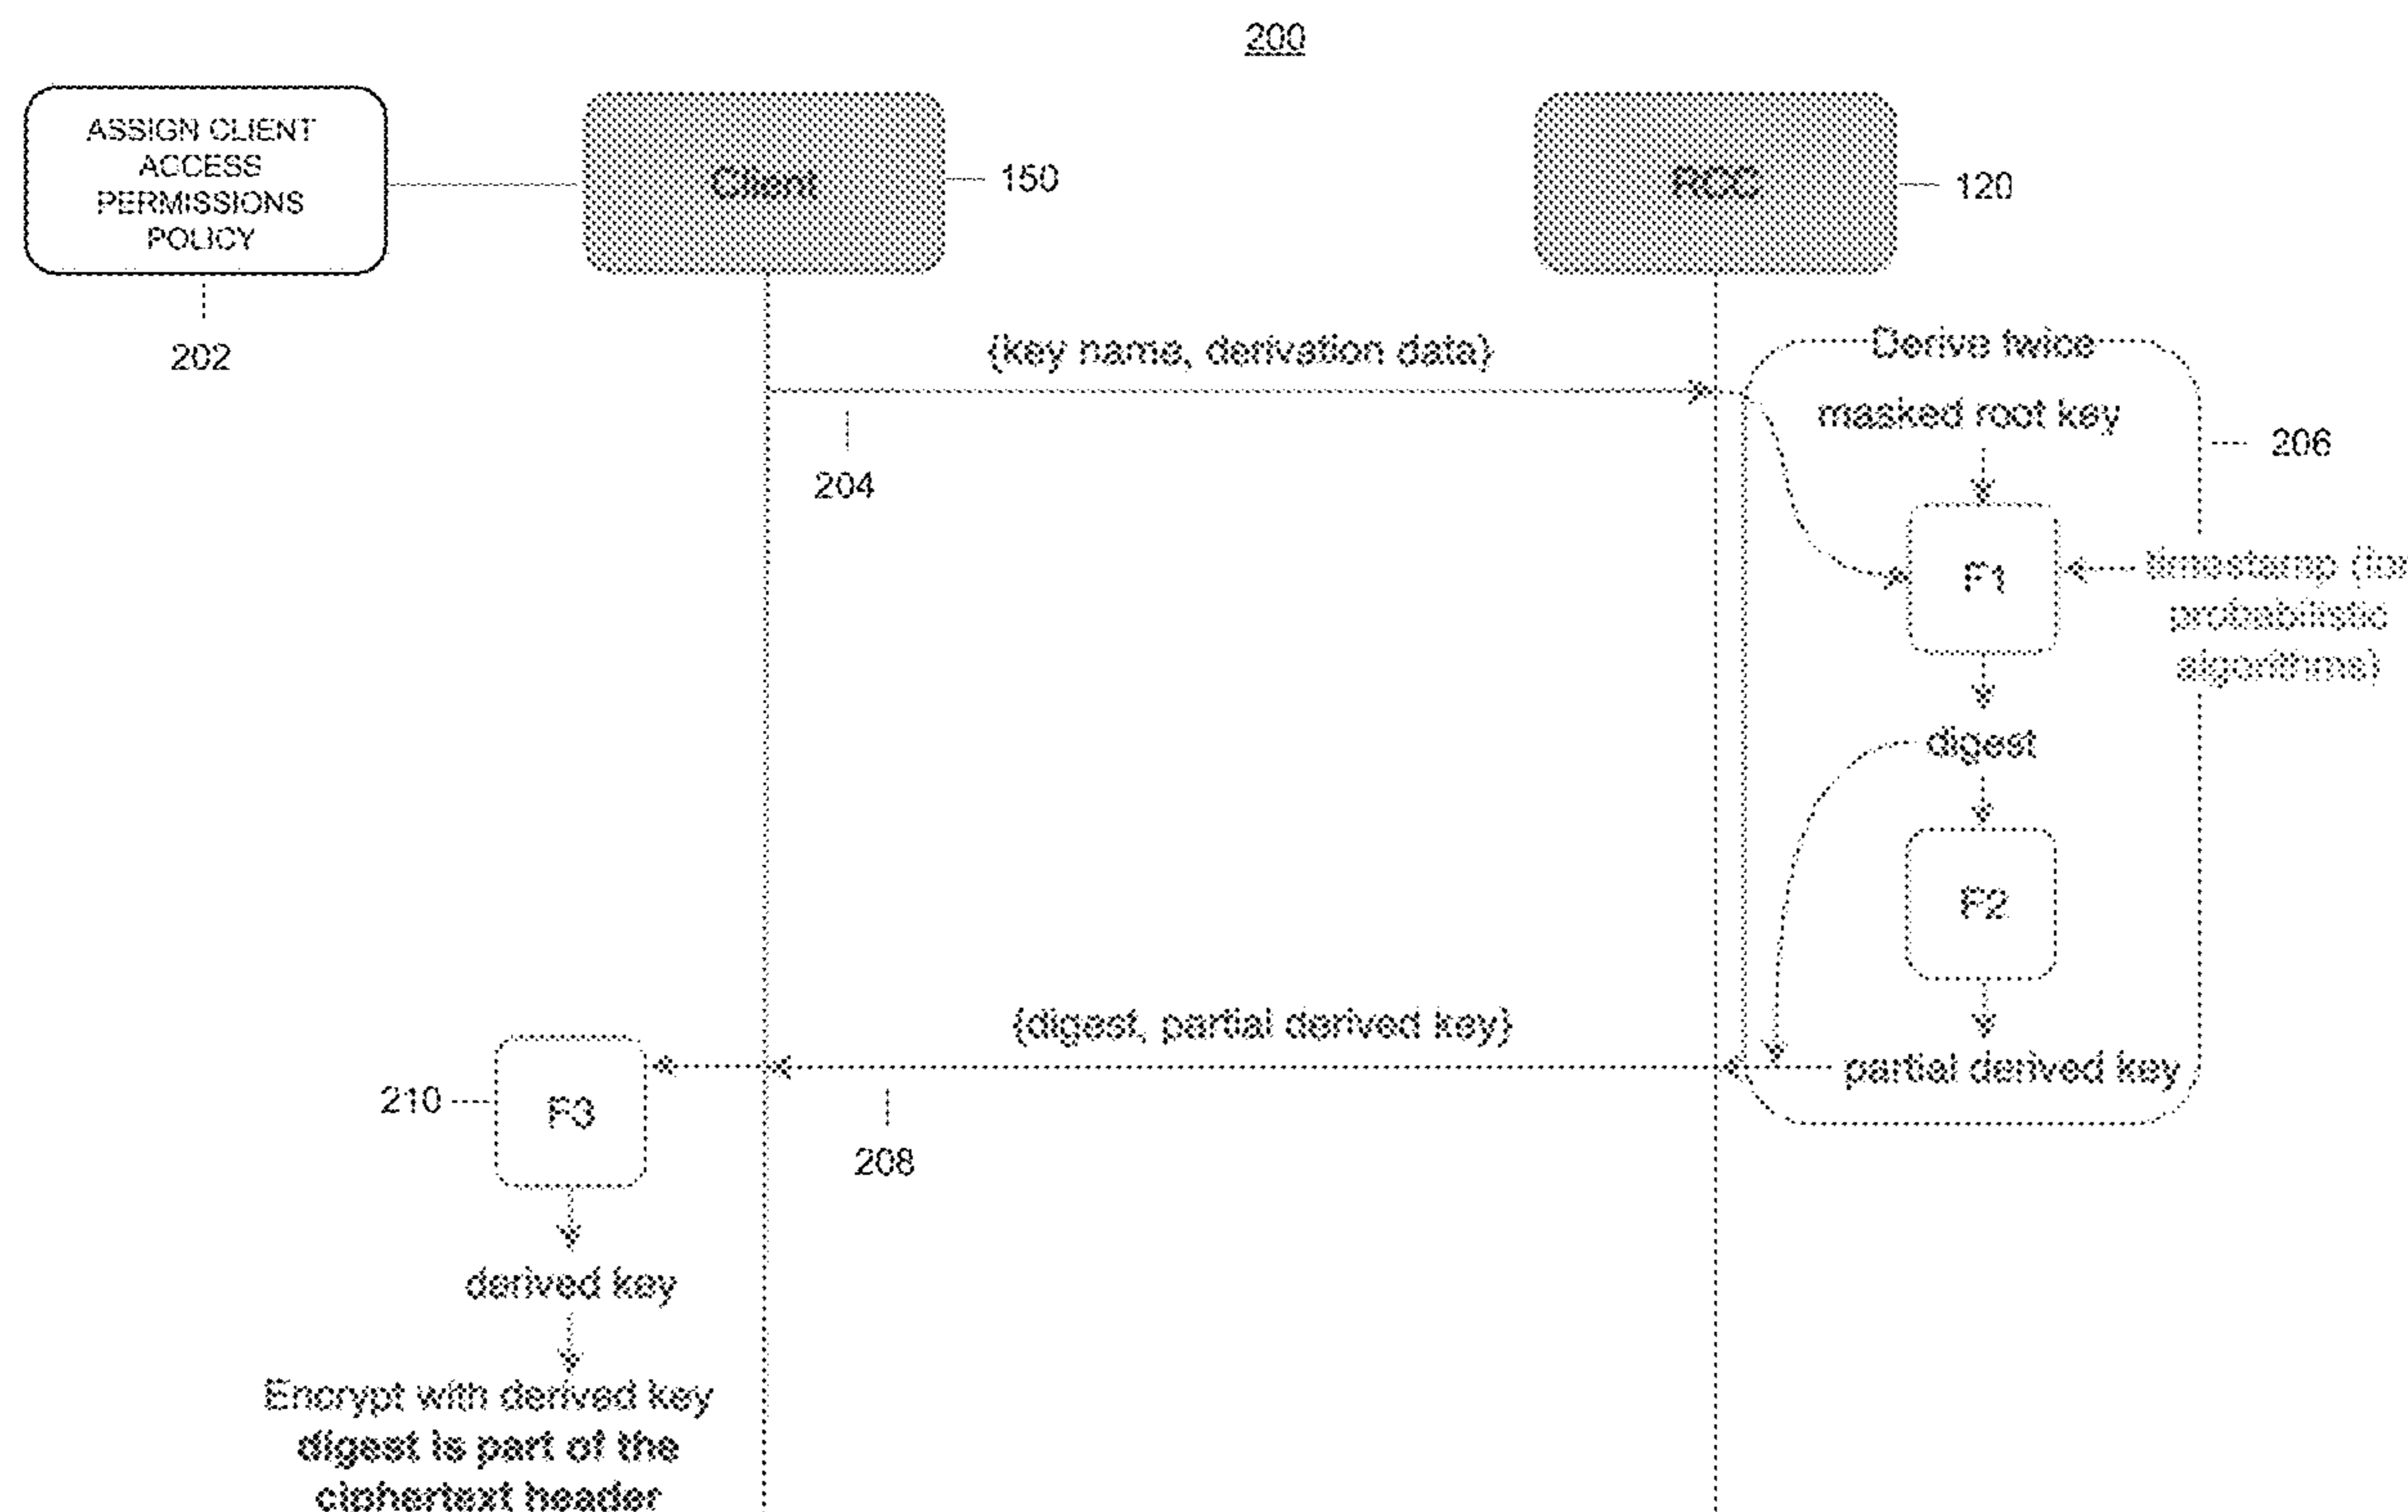 200
ASSIGN CLIENT
ACCESS
PERMISSIONS
POLICY
Client
150
120
202
{key name, derivation data}
204
Derive twice
masked root key
206
F1
timestamp (for
probabilistic
algorithms)
digest
F2
{digest, partial derived key}
partial derived key
208
210
F3
derived key
Encrypt with derived key
digest is part of the
ciphertext header